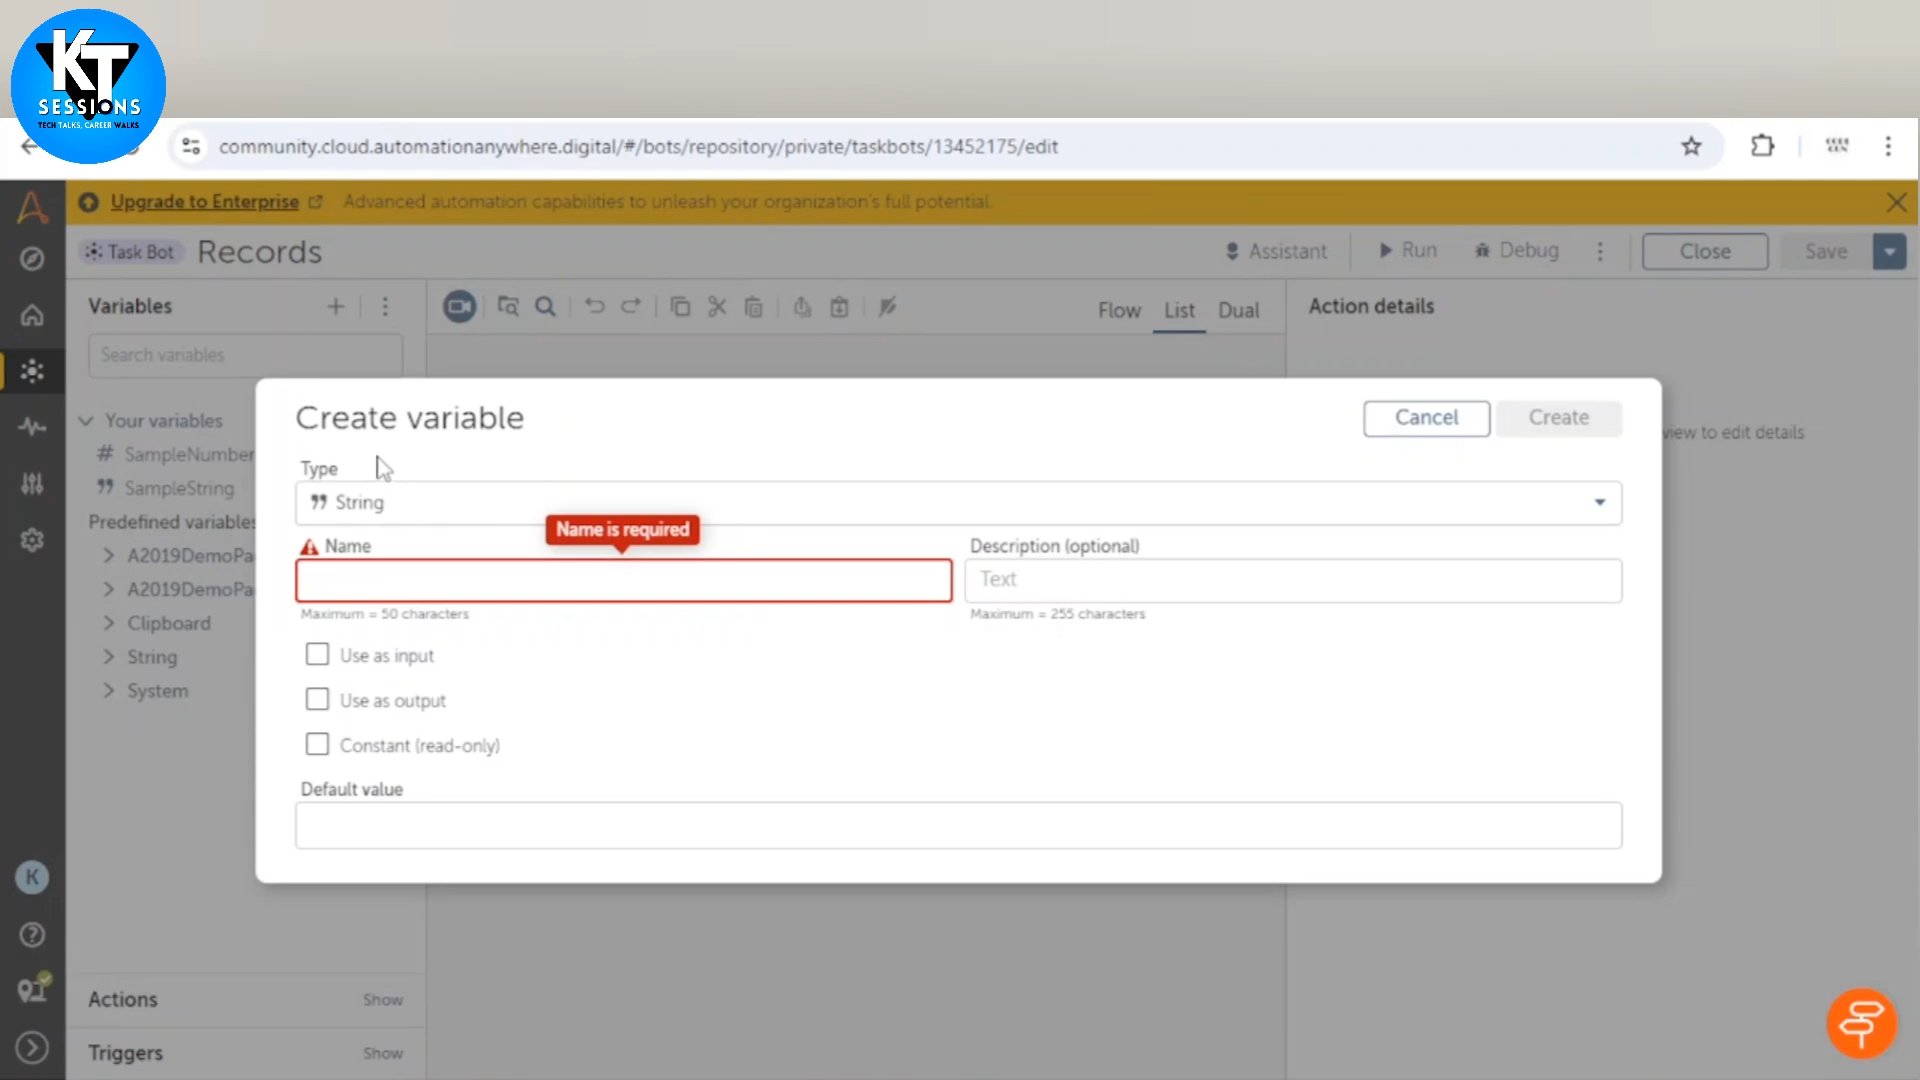 KT
SESSIONS
TECH TALKS, CAREER WALKS
community.cloud.automationanywhere.digital/#/bots/repository/private/taskbots/13452175/edit
Upgrade to Enterprise Advanced automation capabilities to unleash your organization's full potential.
Task Bot Records Assistant Run Debug Close Save
Variables
Flow List Dual
Action details
Search variables
Your variables
# SampleNumber
SampleString
Predefined variables
A2019DemoPa
A2019DemoPa
Clipboard
String
System
view to edit details
Create variable
Cancel Create
Type
String
Name is required
Name
Description (optional)
Text
Maximum = 50 characters
Maximum = 255 characters
Use as input
Use as output
Constant (read-only)
Default value
K
Actions Show
Triggers Show